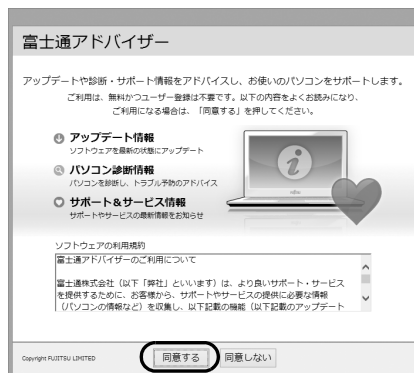 富士通アドバイザー
アップデートや診断・サポート情報をアドバイスし、お使いのパソコンをサポートします。
ご利用は、無料かつユーザー登録は不要です。以下の内容をよくお読みになり、
ご利用になる場合は、「同意する」を押してください。
アップデート情報
ソフトウェアを最新の状態にアップデート
パソコン診断情報
パソコンを診断し、トラブル予防のアドバイス
サポート&サービス情報
サポートやサービスの最新情報をお知らせ
ソフトウェアの利用規約
富士通アドバイザーのご利用について
富士通株式会社（以下「弊社」といいます）は、より良いサポート・サービス
を提供するために、お客様から、サポートやサービスの提供に必要な情報
（パソコンの情報など）を収集し、以下記載の機能（以下記載のアップデート
Copyright FUJITSU LIMITED
同意する
同意しない